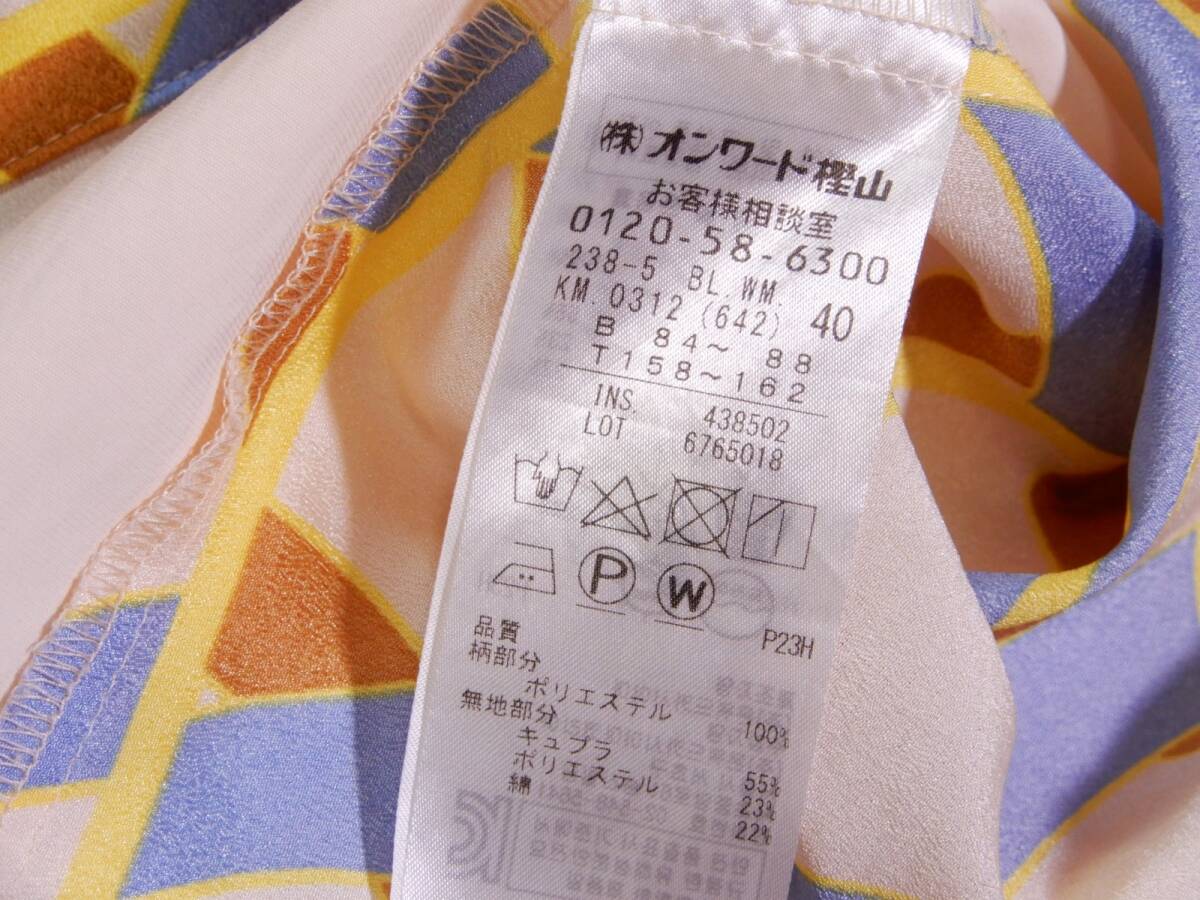 (株)オンワード樫山
お客様相談室
0120-58-6300
238-5 BL.WM.
KM.0312(642) 40
B 84～ 88
T158～162
INS. 438502
LOT 6765018
P W
P23H
品質
柄部分
ポリエステル 100%
無地部分
キュプラ 55%
ポリエステル 23%
綿 22%